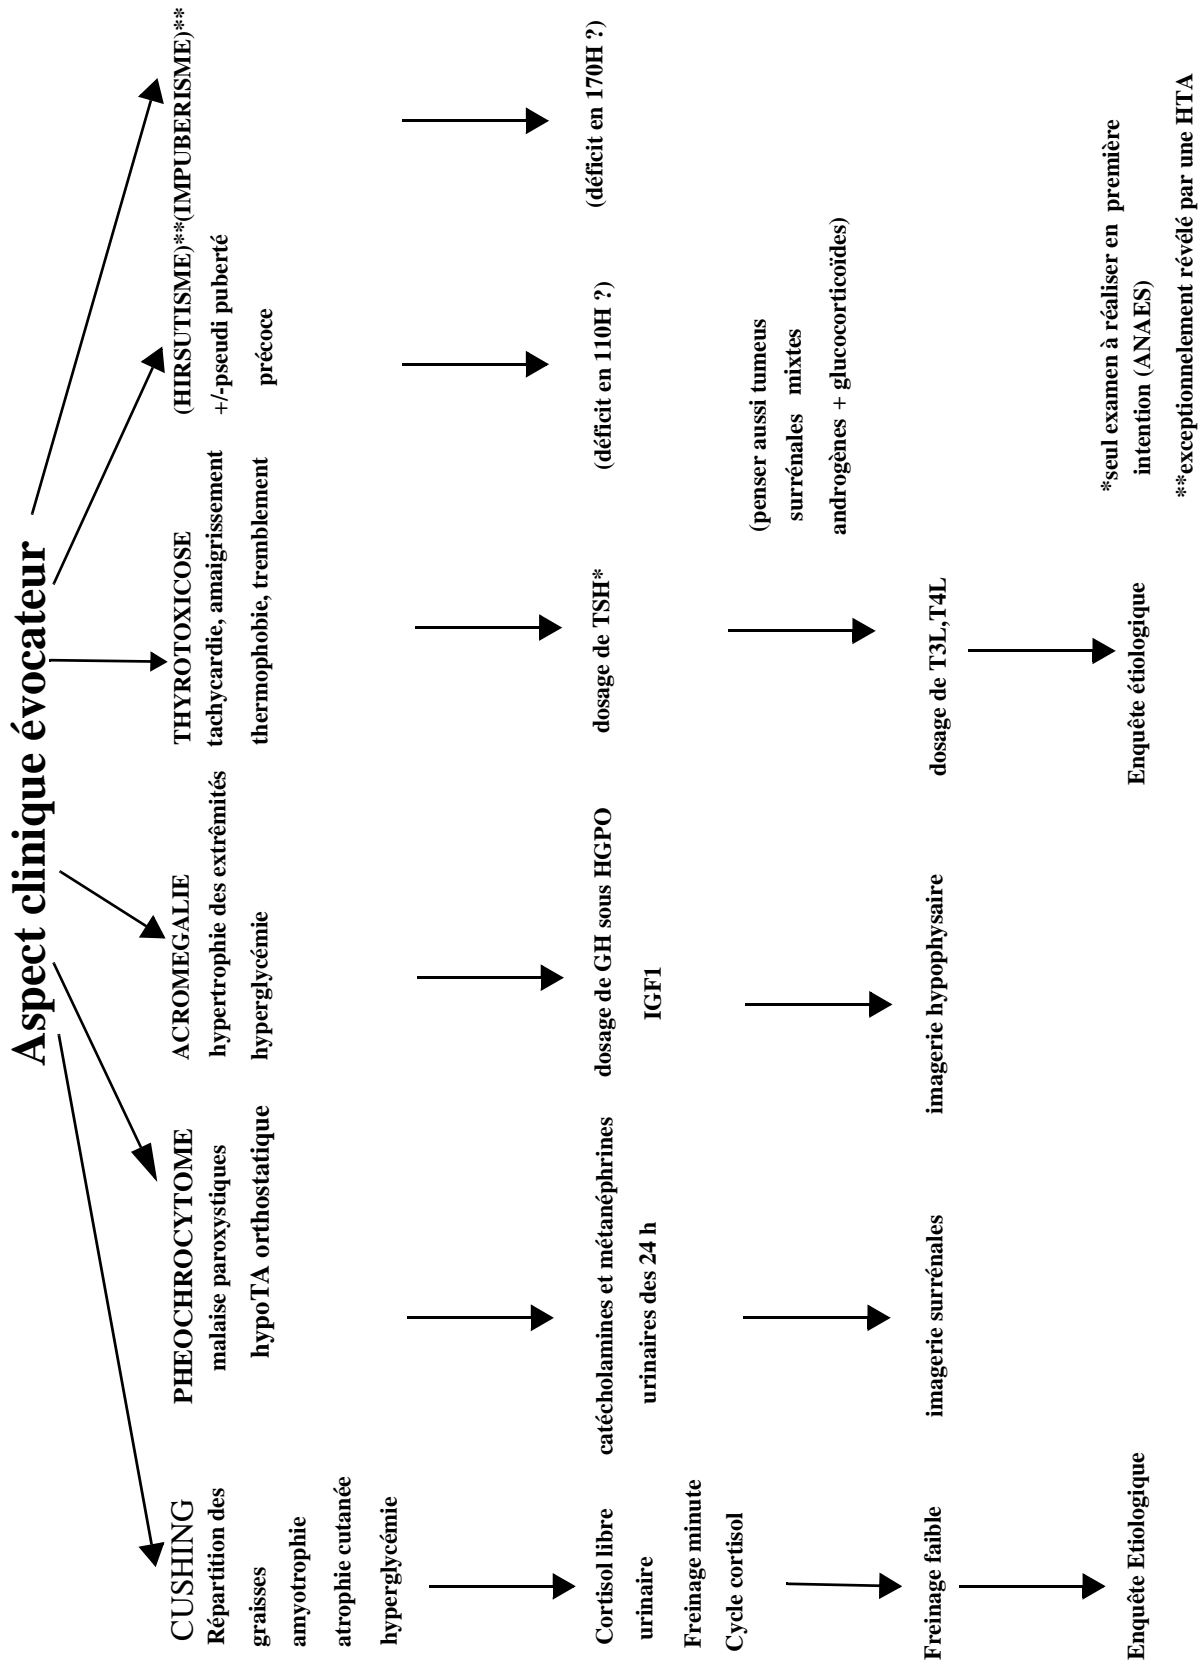 Aspect clinique évocateur
CUSHING
Répartition des
graisses
amyotrophie
atrophie cutanée
hyperglycémie
Cortisol libre
urinaire
Freinage minute
Cycle cortisol
Freinage faible
Enquête Etiologique
PHEOCHROCYTOME
malaise paroxystiques
hypoTA orthostatique
catécholamines et métanéphrines
urinaires des 24 h
imagerie surrénales
ACROMEGALIE
hypertrophie des extrêmités
hyperglycémie
dosage de GH sous HGPO
IGF1
imagerie hypophysaire
THYROTOXICOSE
tachycardie, amaigrissement
thermophobie, tremblement
dosage de TSH*
dosage de T3L,T4L
Enquête étiologique
(HIRSUTISME)**(IMPUBERISME)**
+/-pseudi puberté
précoce
(déficit en 110H ?)
(penser aussi tumeus
surrénales mixtes
androgènes + glucocorticoïdes)
(déficit en 170H ?)
*seul examen à réaliser en première
intention (ANAES)
**exceptionnelement révélé par une HTA